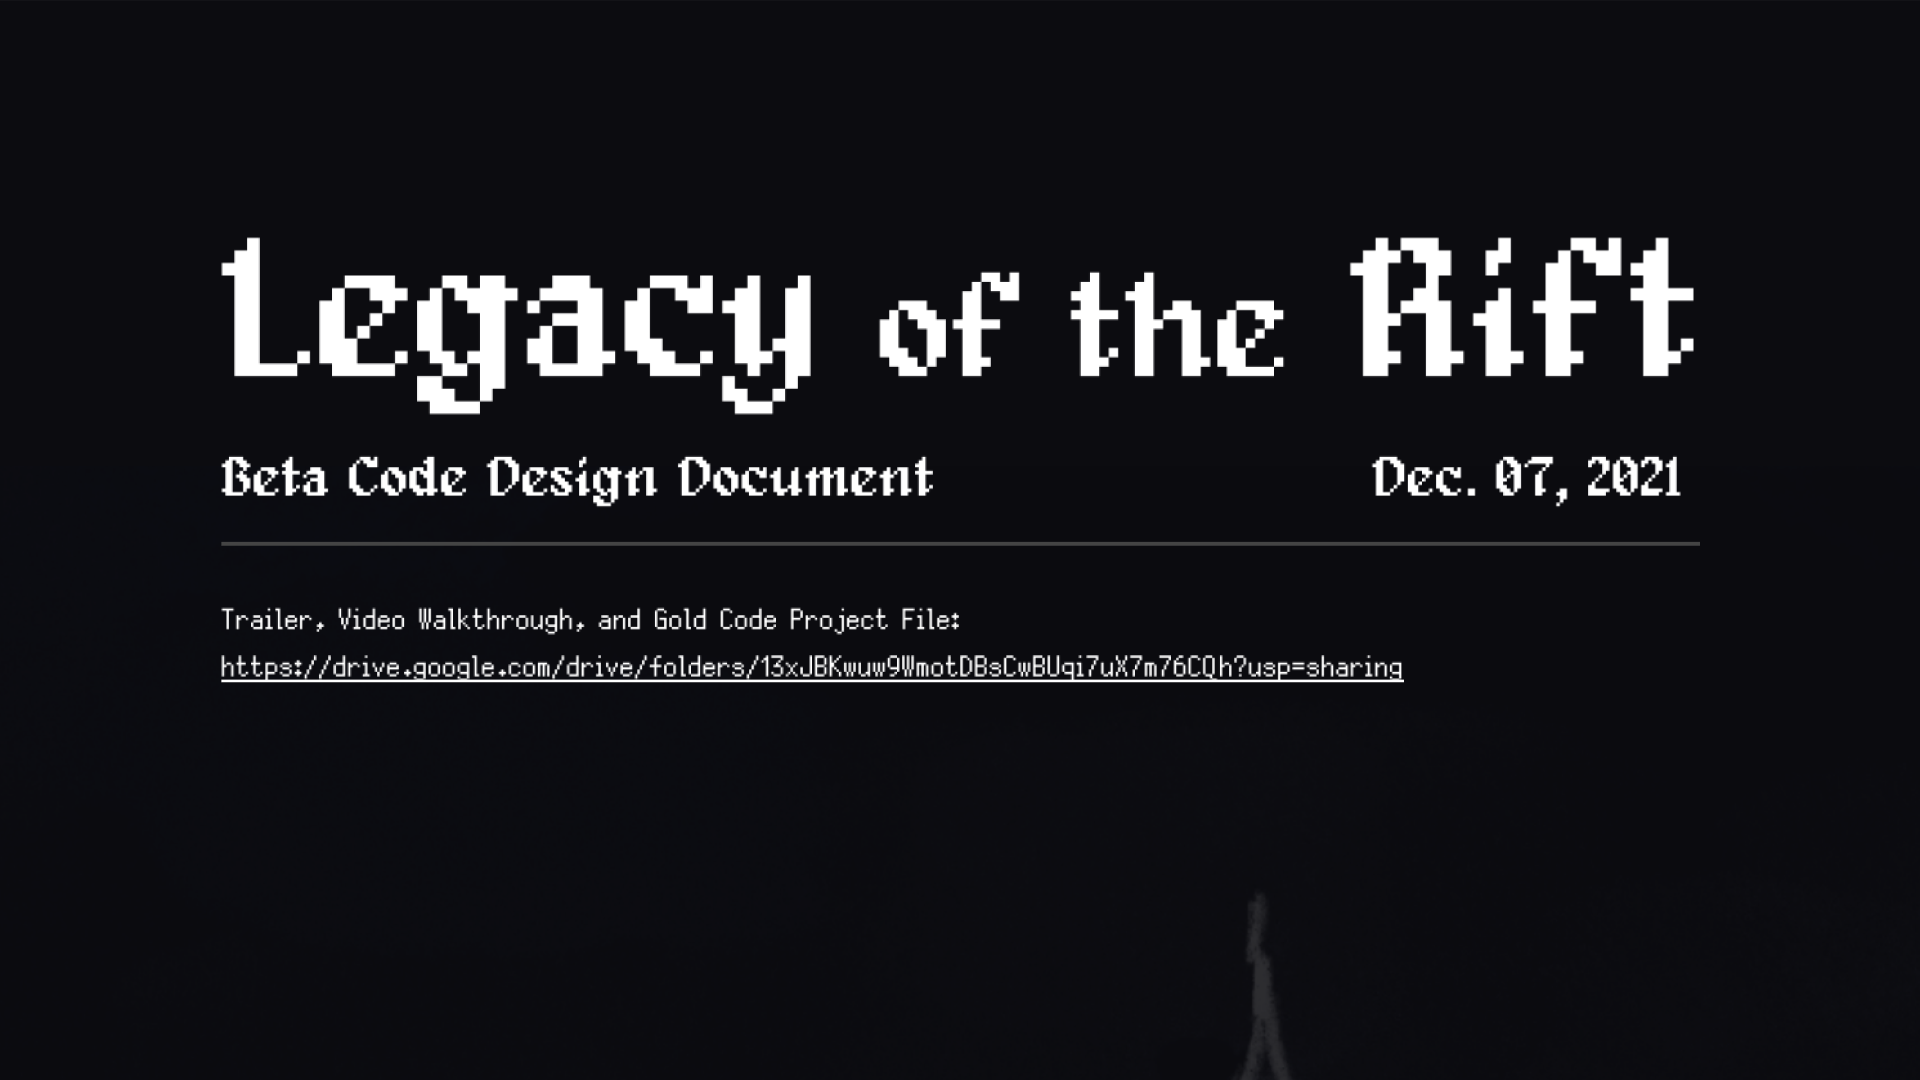 Legacy of the Rift
Beta Code Design Document
Dec. 07, 2021
Trailer, Video Walkthrough, and Gold Code Project File:
https://drive.google.com/drive/folders/13xJBKwuw9WmotDBsCwBUqi7uX7m76CQh?usp=sharing